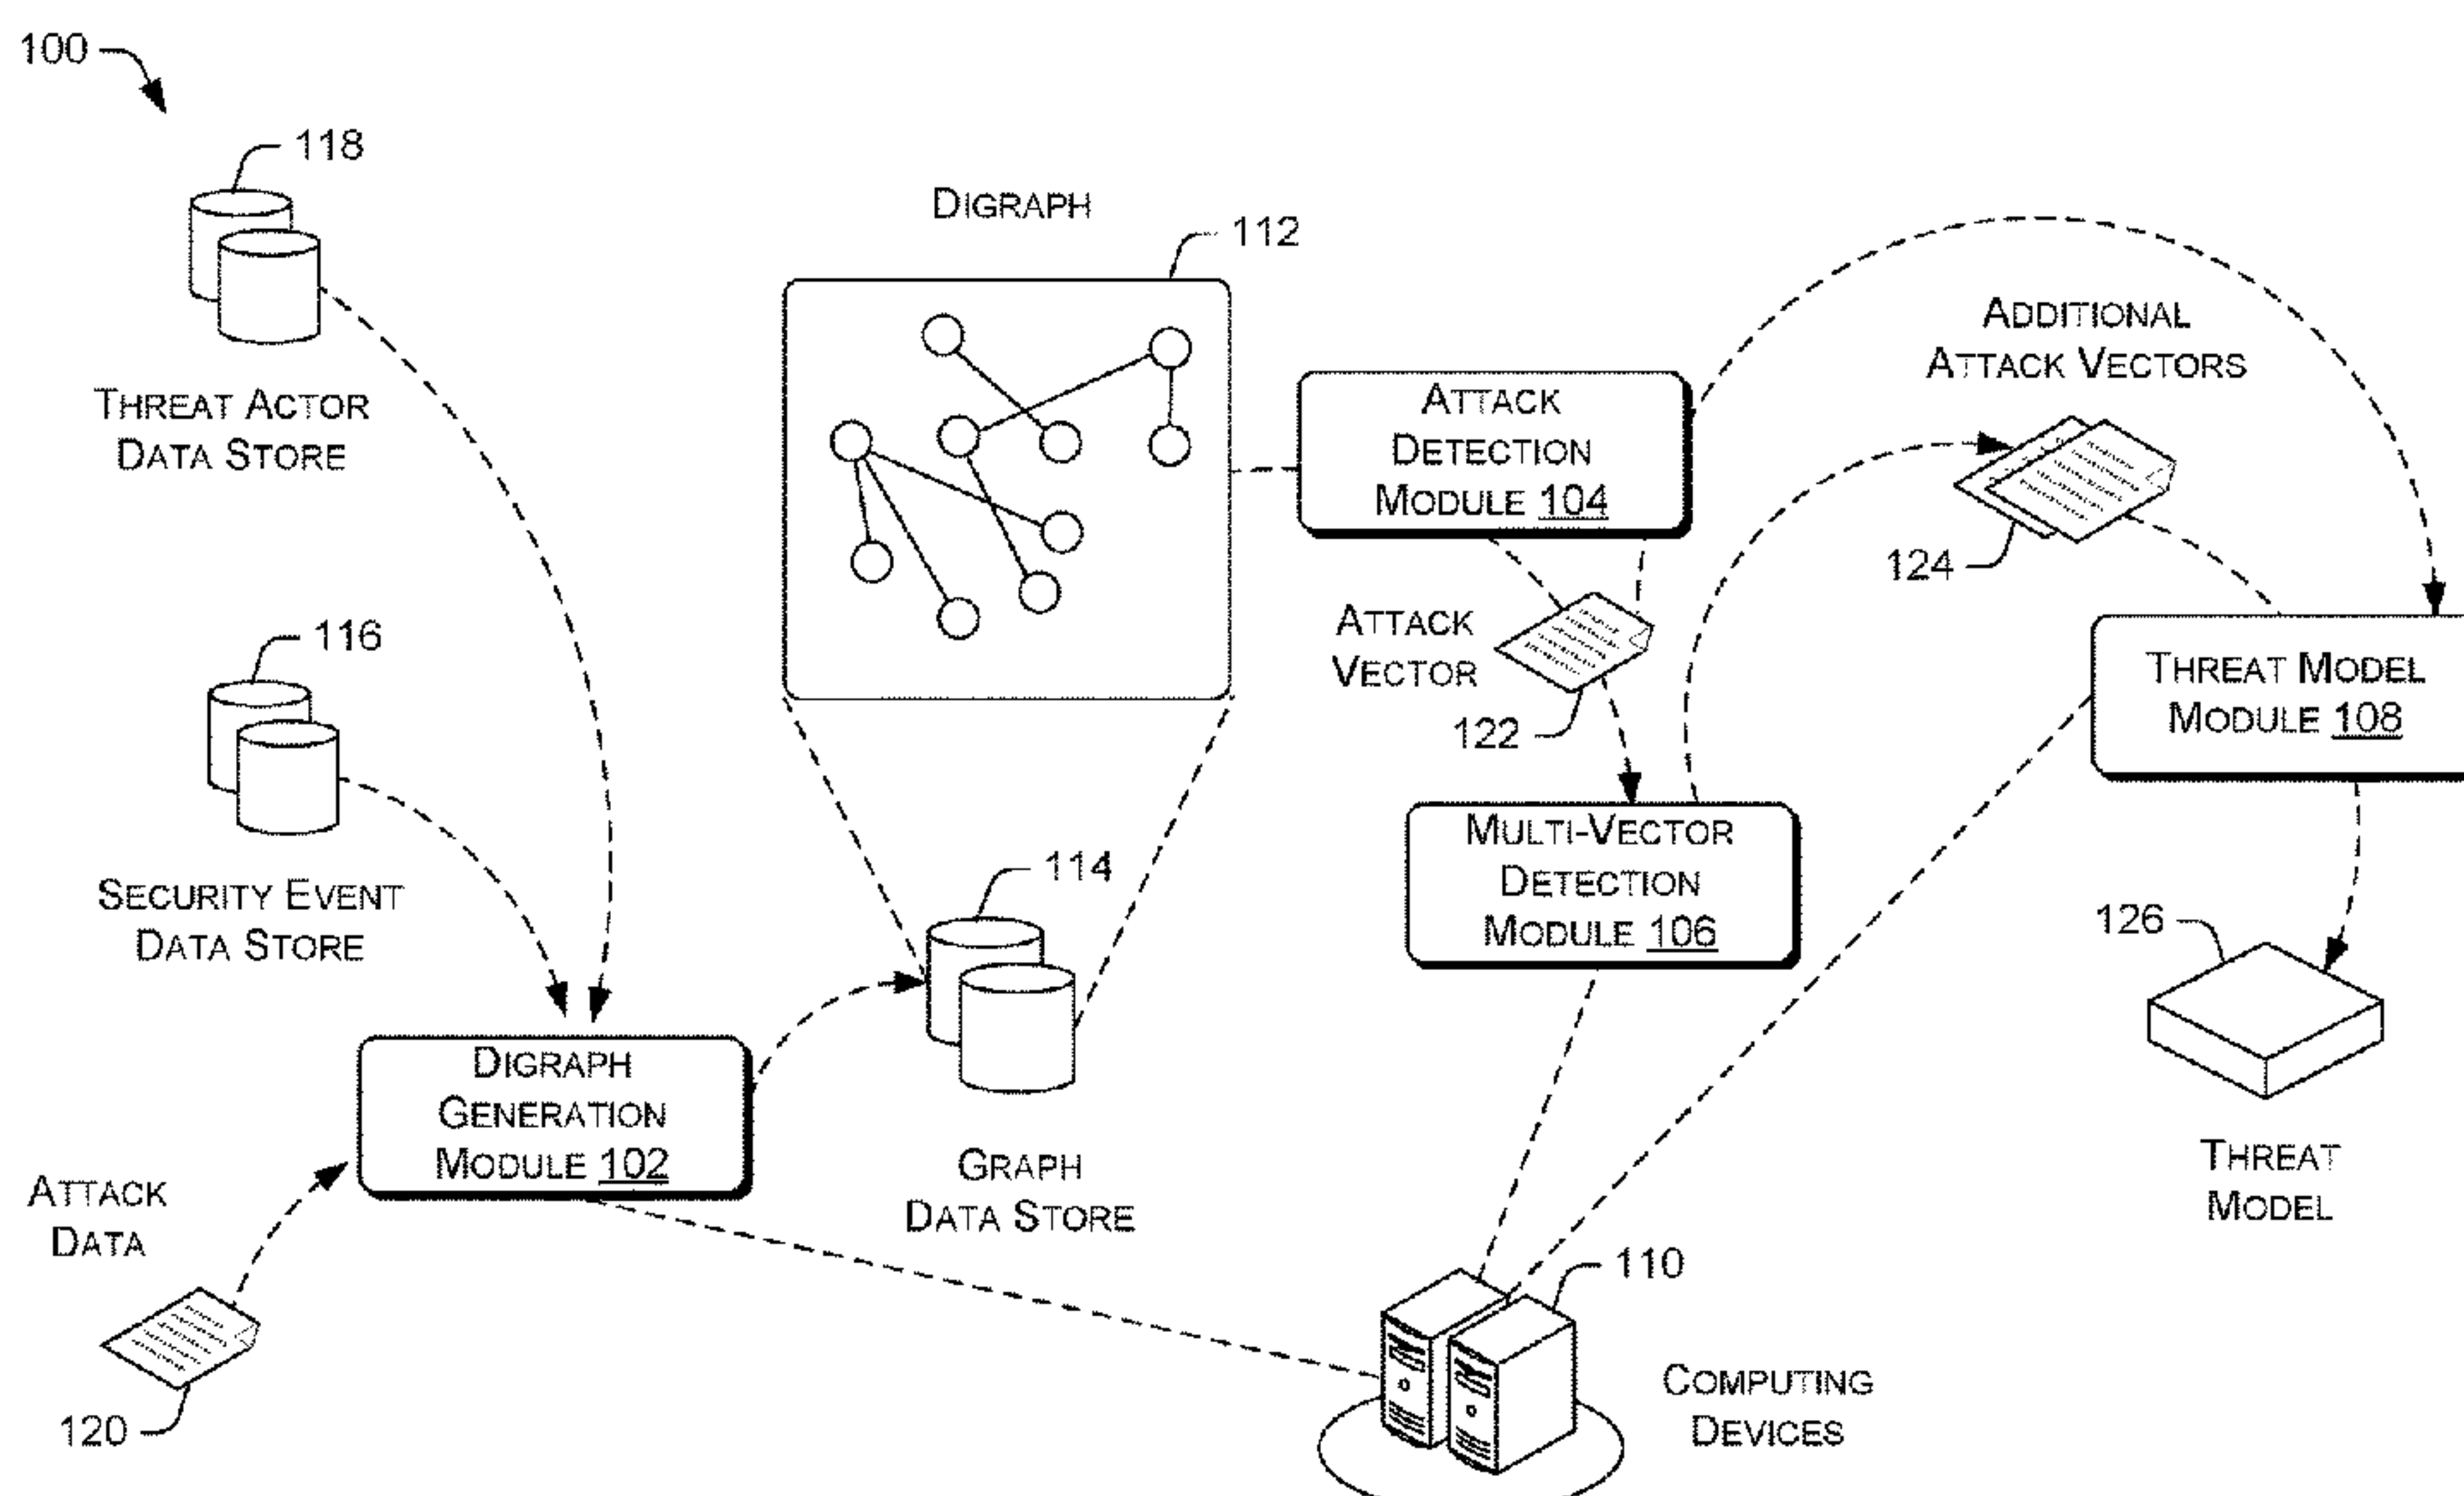 100
118
THREAT ACTOR
DATA STORE
116
SECURITY EVENT
DATA STORE
ATTACK
DATA
120
DIGRAPH
GENERATION
MODULE 102
DIGRAPH
112
114
GRAPH
DATA STORE
ATTACK
DETECTION
MODULE 104
ATTACK
VECTOR
122
MULTI-VECTOR
DETECTION
MODULE 106
ADDITIONAL
ATTACK VECTORS
124
THREAT MODEL
MODULE 108
126
THREAT
MODEL
110
COMPUTING
DEVICES